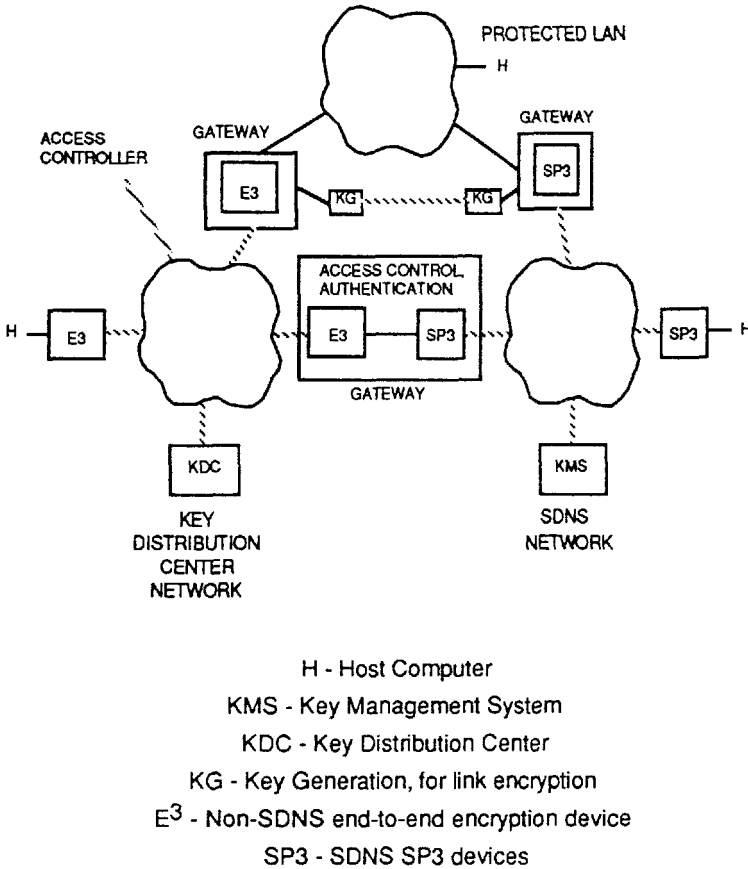 PROTECTED LAN
H
GATEWAY
GATEWAY
ACCESS
CONTROLLER
E3
KG
KG
SP3
ACCESS CONTROL,
AUTHENTICATION
H
E3
E3
SP3
SP3
H
GATEWAY
KDC
KMS
KEY
DISTRIBUTION
CENTER
NETWORK
SDNS
NETWORK
H - Host Computer
KMS - Key Management System
KDC - Key Distribution Center
KG - Key Generation, for link encryption
E3 - Non-SDNS end-to-end encryption device
SP3 - SDNS SP3 devices